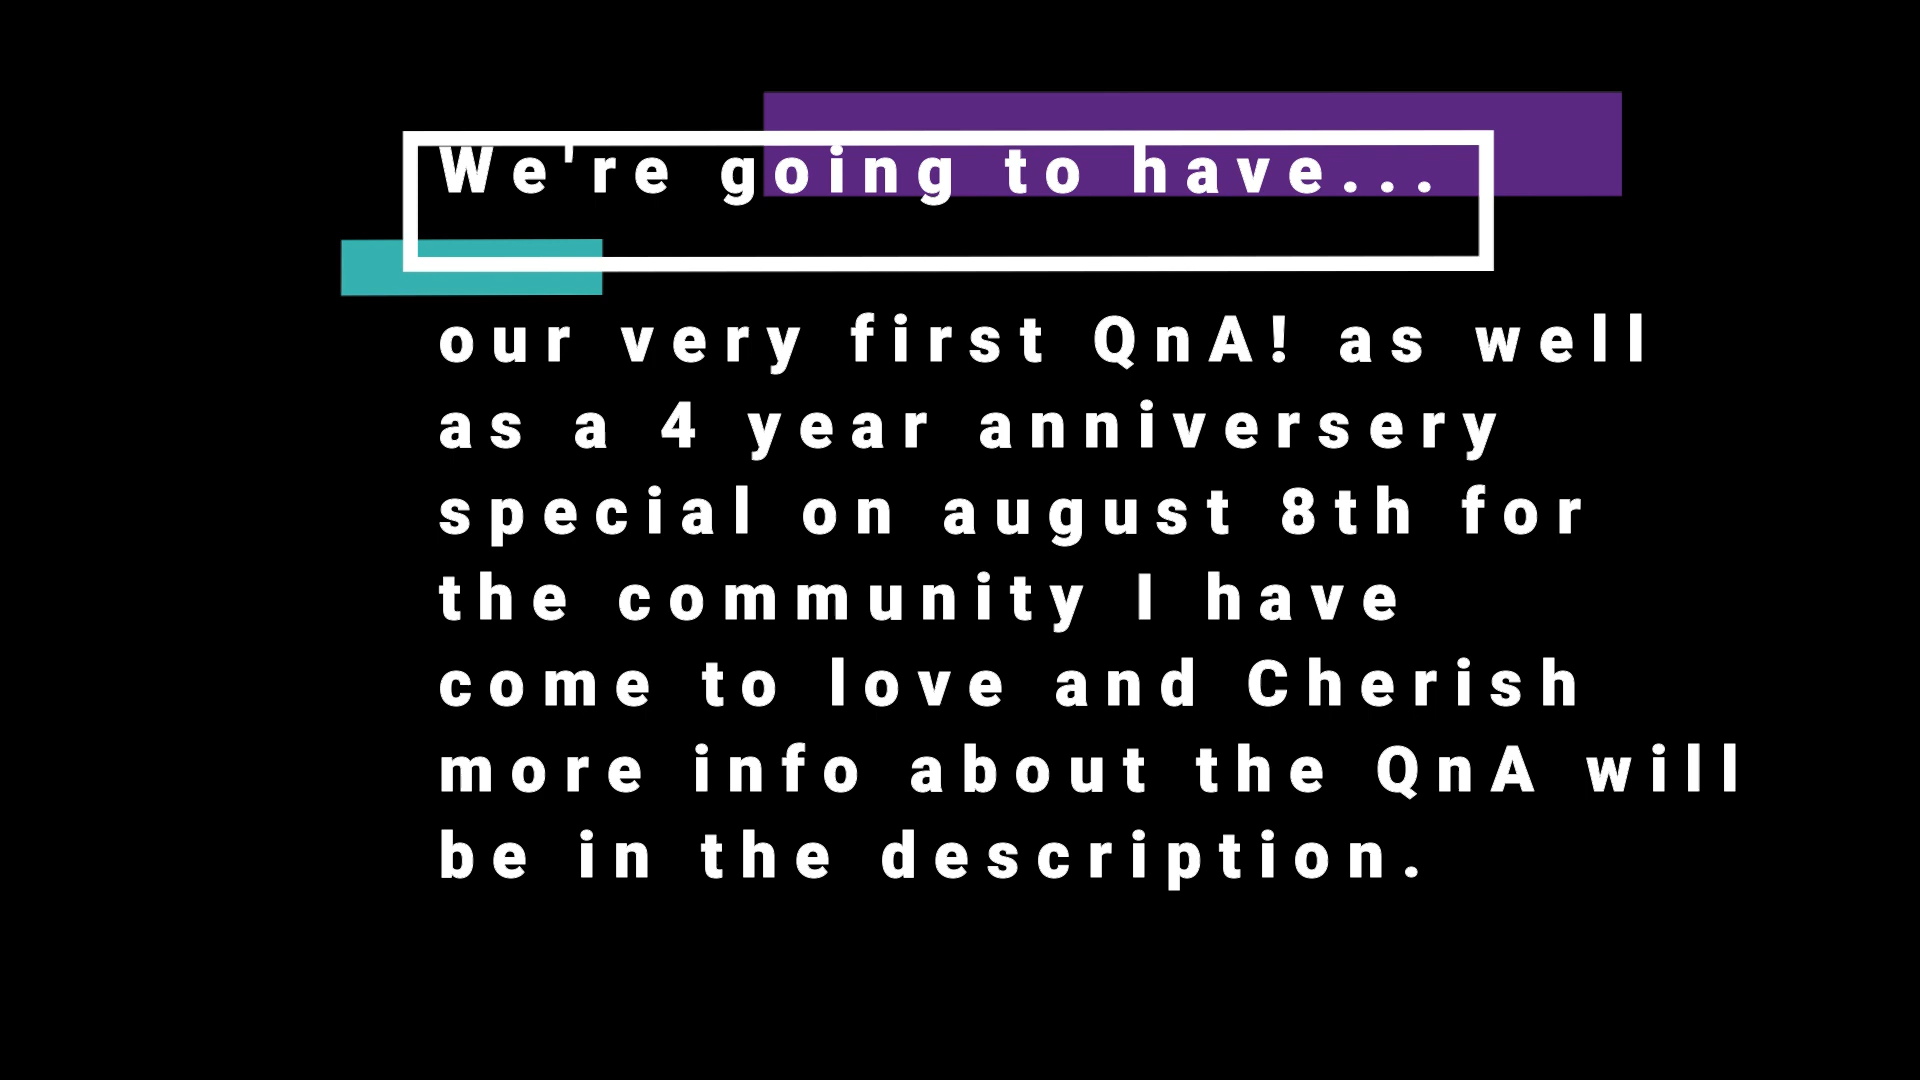 We're going to have...
our very first QnA! as well
as a 4 year anniversery
special on august 8th for
the community I have
come to love and Cherish
more info about the QnA will
be in the description.